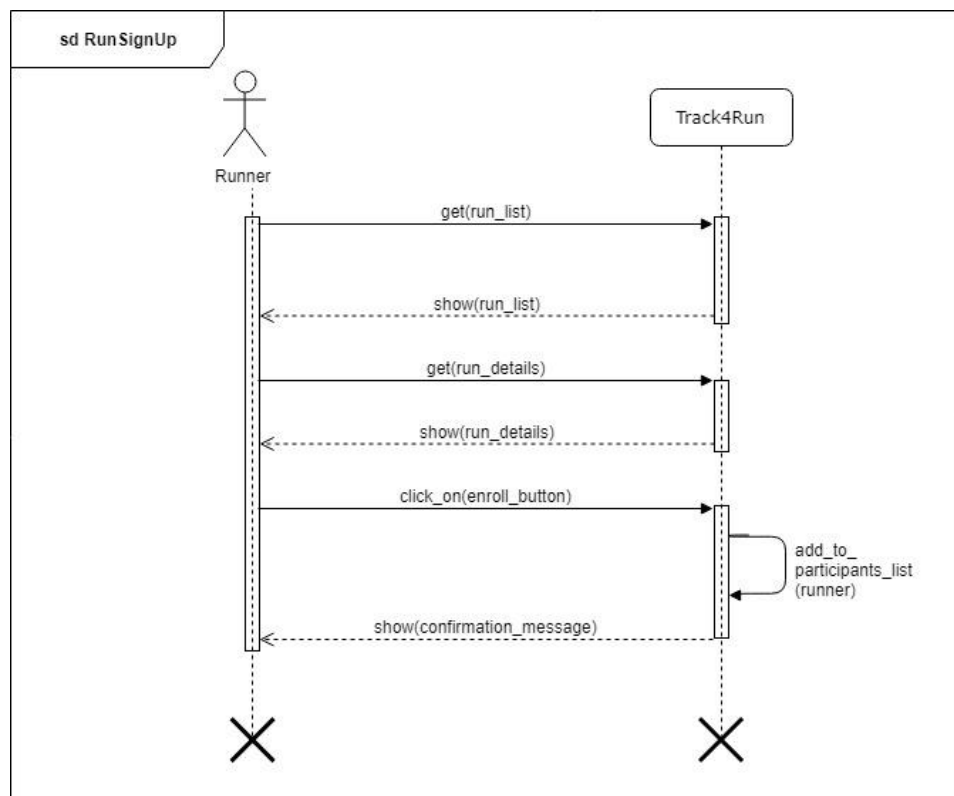 sd RunSignUp
Runner
Track4Run
get(run_list)
show(run_list)
get(run_details)
show(run_details)
click_on(enroll_button)
add_to_
participants_list
(runner)
show(confirmation_message)